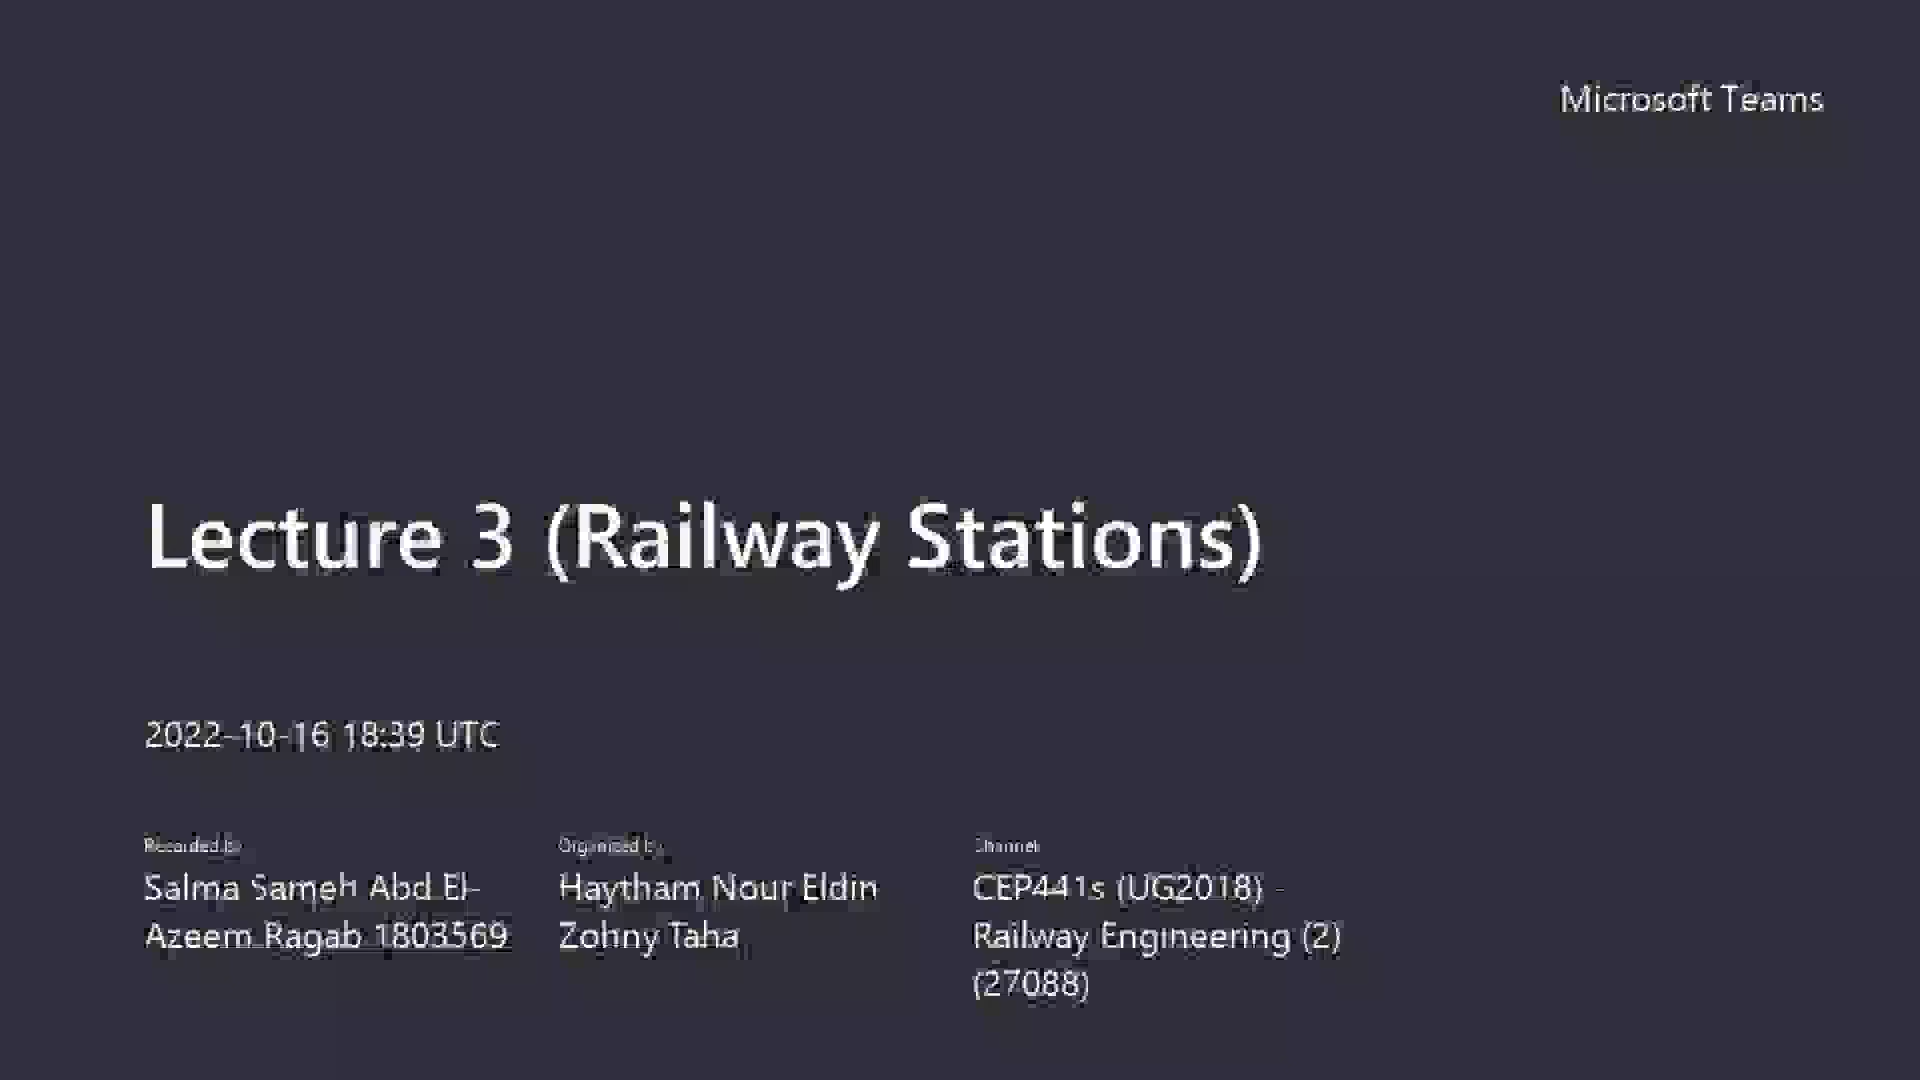 Microsoft Teams
Lecture 3 (Railway Stations)
2022-10-16 18:39 UTC
Recorded by
Organized by
Channel
Salma Sameh Abd El-
Azeem Ragab 1803569
Haytham Nour Eldin
Zohny Taha
CEP441s (UG2018) -
Railway Engineering (2)
(27088)